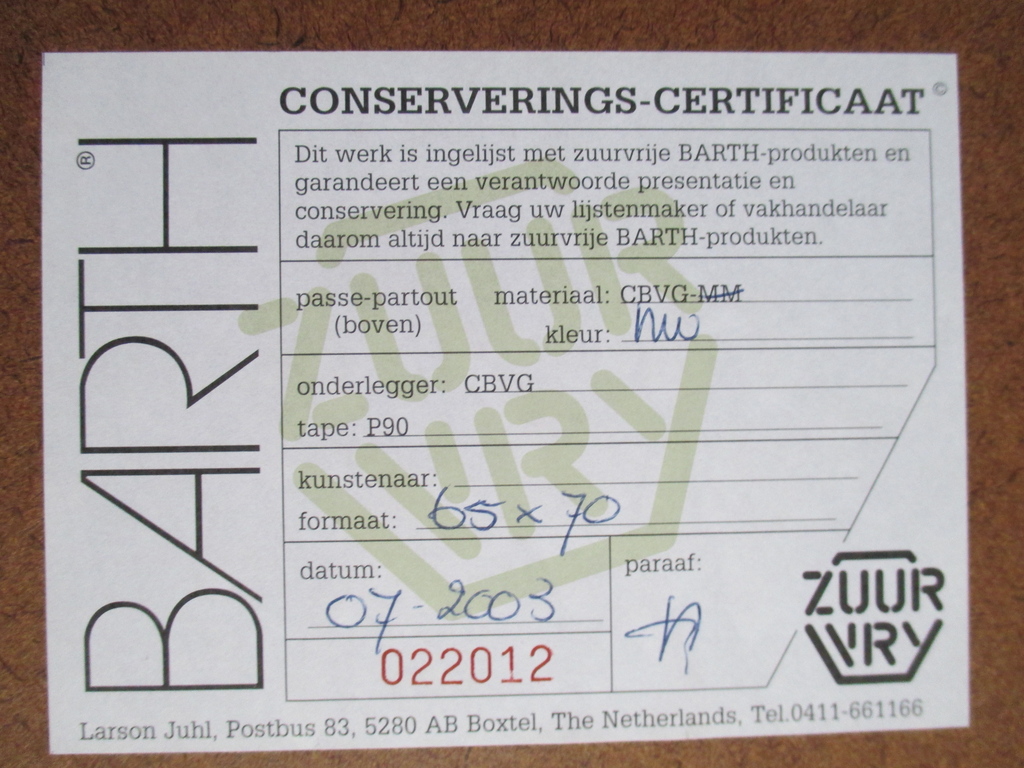 BARTH®
CONSERVERINGS-CERTIFICAAT©
Dit werk is ingelijst met zuurvrije BARTH-produkten en
garandeert een verantwoorde presentatie en
conservering. Vraag uw lijstenmaker of vakhandelaar
daarom altijd naar zuurvrije BARTH-produkten.
passe-partout materiaal: CBVG-MM
(boven) kleur:
onderlegger: CBVG
tape: P90
kunstenaar:
formaat: 65 x 70
datum: paraaf:
07-2003
022012
ZUUR
VRY
ZUUR
VRY
Larson Juhl, Postbus 83, 5280 AB Boxtel, The Netherlands, Tel.0411-661166